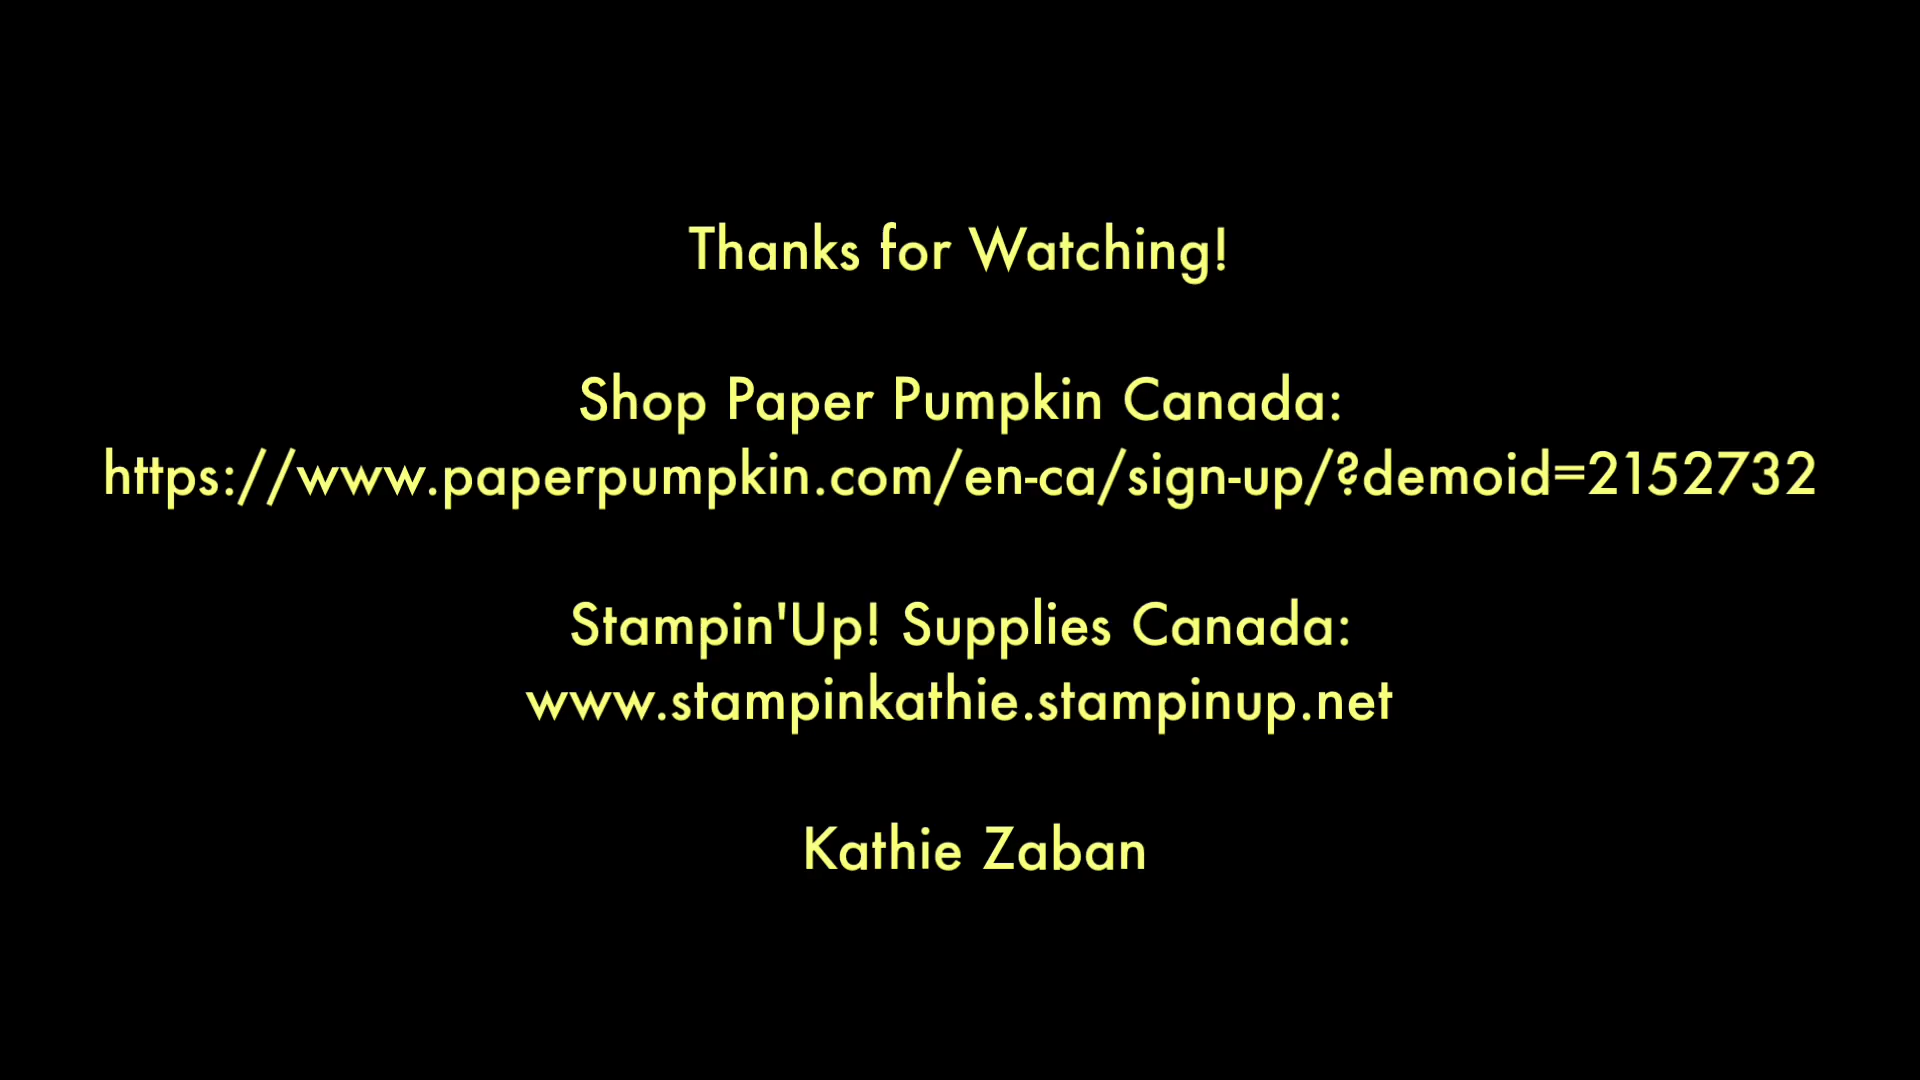 Thanks for Watching!
Shop Paper Pumpkin Canada:
https://www.paperpumpkin.com/en-ca/sign-up/?demoid=2152732
Stampin'Up! Supplies Canada:
www.stampinkathie.stampinup.net
Kathie Zaban